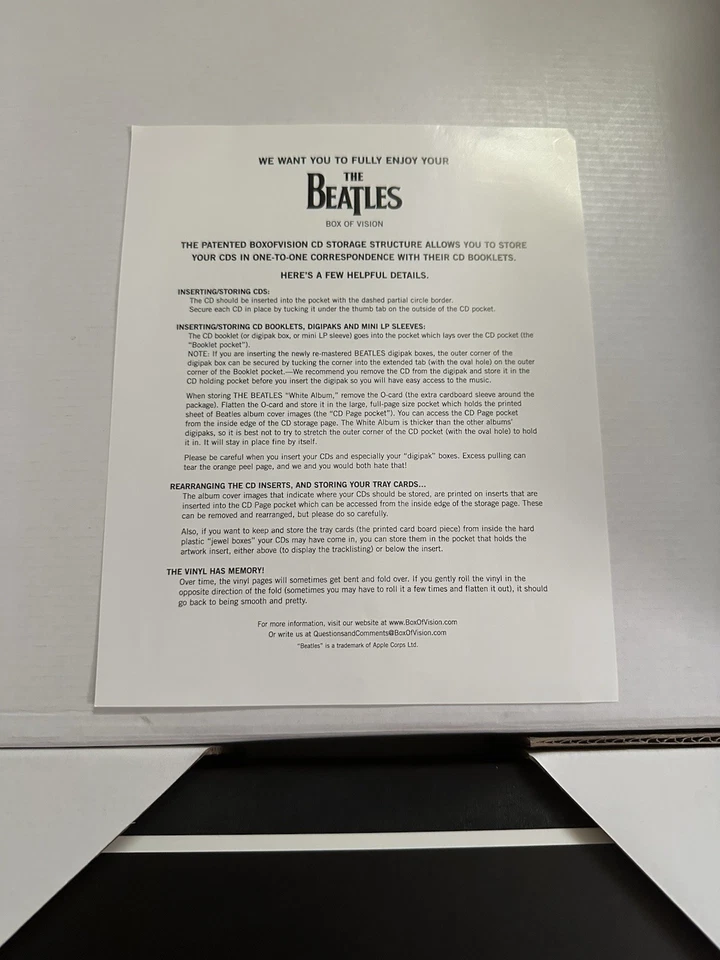 WE WANT YOU TO FULLY ENJOY YOUR
THE
BEATLES
BOX OF VISION
THE PATENTED BOXOFVISION CD STORAGE STRUCTURE ALLOWS YOU TO STORE
YOUR CDS IN ONE-TO-ONE CORRESPONDENCE WITH THEIR CD BOOKLETS.
HERE'S A FEW HELPFUL DETAILS.
INSERTING/STORING CDS:
The CD should be inserted into the pocket with the dashed partial circle border.
Secure each CD in place by tucking it under the thumb tab on the outside of the CD pocket.
INSERTING/STORING CD BOOKLETS, DIGIPAKS AND MINI LP SLEEVES:
The CD booklet (or digipak box, or mini LP sleeve) goes into the pocket which lays over the CD pocket (the
"Booklet pocket").
NOTE: If you are inserting the newly re-mastered BEATLES digipak boxes, the outer corner of the
digipak box can be secured by tucking the corner into the extended tab (with the oval hole) on the outer
corner of the Booklet pocket.—We recommend you remove the CD from the digipak and store it in the
CD holding pocket before you insert the digipak so you will have easy access to the music.
When storing THE BEATLES "White Album," remove the O-card (the extra cardboard sleeve around the
package). Flatten the O-card and store it in the large, full-page size pocket which holds the printed
sheet of Beatles album cover images (the "CD Page pocket"). You can access the CD Page pocket
from the inside edge of the CD storage page. The White Album is thicker than the other albums'
digipaks, so it is best not to try to stretch the outer corner of the CD pocket (with the oval hole) to hold
it in. It will stay in place fine by itself.
Please be careful when you insert your CDs and especially your "digipak" boxes. Excess pulling can
tear the orange peel page, and we and you would both hate that!
REARRANGING THE CD INSERTS, AND STORING YOUR TRAY CARDS...
The album cover images that indicate where your CDs should be stored, are printed on inserts that are
inserted into the CD Page pocket which can be accessed from the inside edge of the storage page. These
can be removed and rearranged, but please do so carefully.
Also, if you want to keep and store the tray cards (the printed card board piece) from inside the hard
plastic "jewel boxes" your CDs may have come in, you can store them in the pocket that holds the
artwork insert, either above (to display the tracklisting) or below the insert.
THE VINYL HAS MEMORY!
Over time, the vinyl pages will sometimes get bent and fold over. If you gently roll the vinyl in the
opposite direction of the fold (sometimes you may have to roll it a few times and flatten it out), it should
go back to being smooth and pretty.
For more information, visit our website at www.BoxOfVision.com
Or write us at QuestionsandComments@BoxOfVision.com
"Beatles" is a trademark of Apple Corps Ltd.